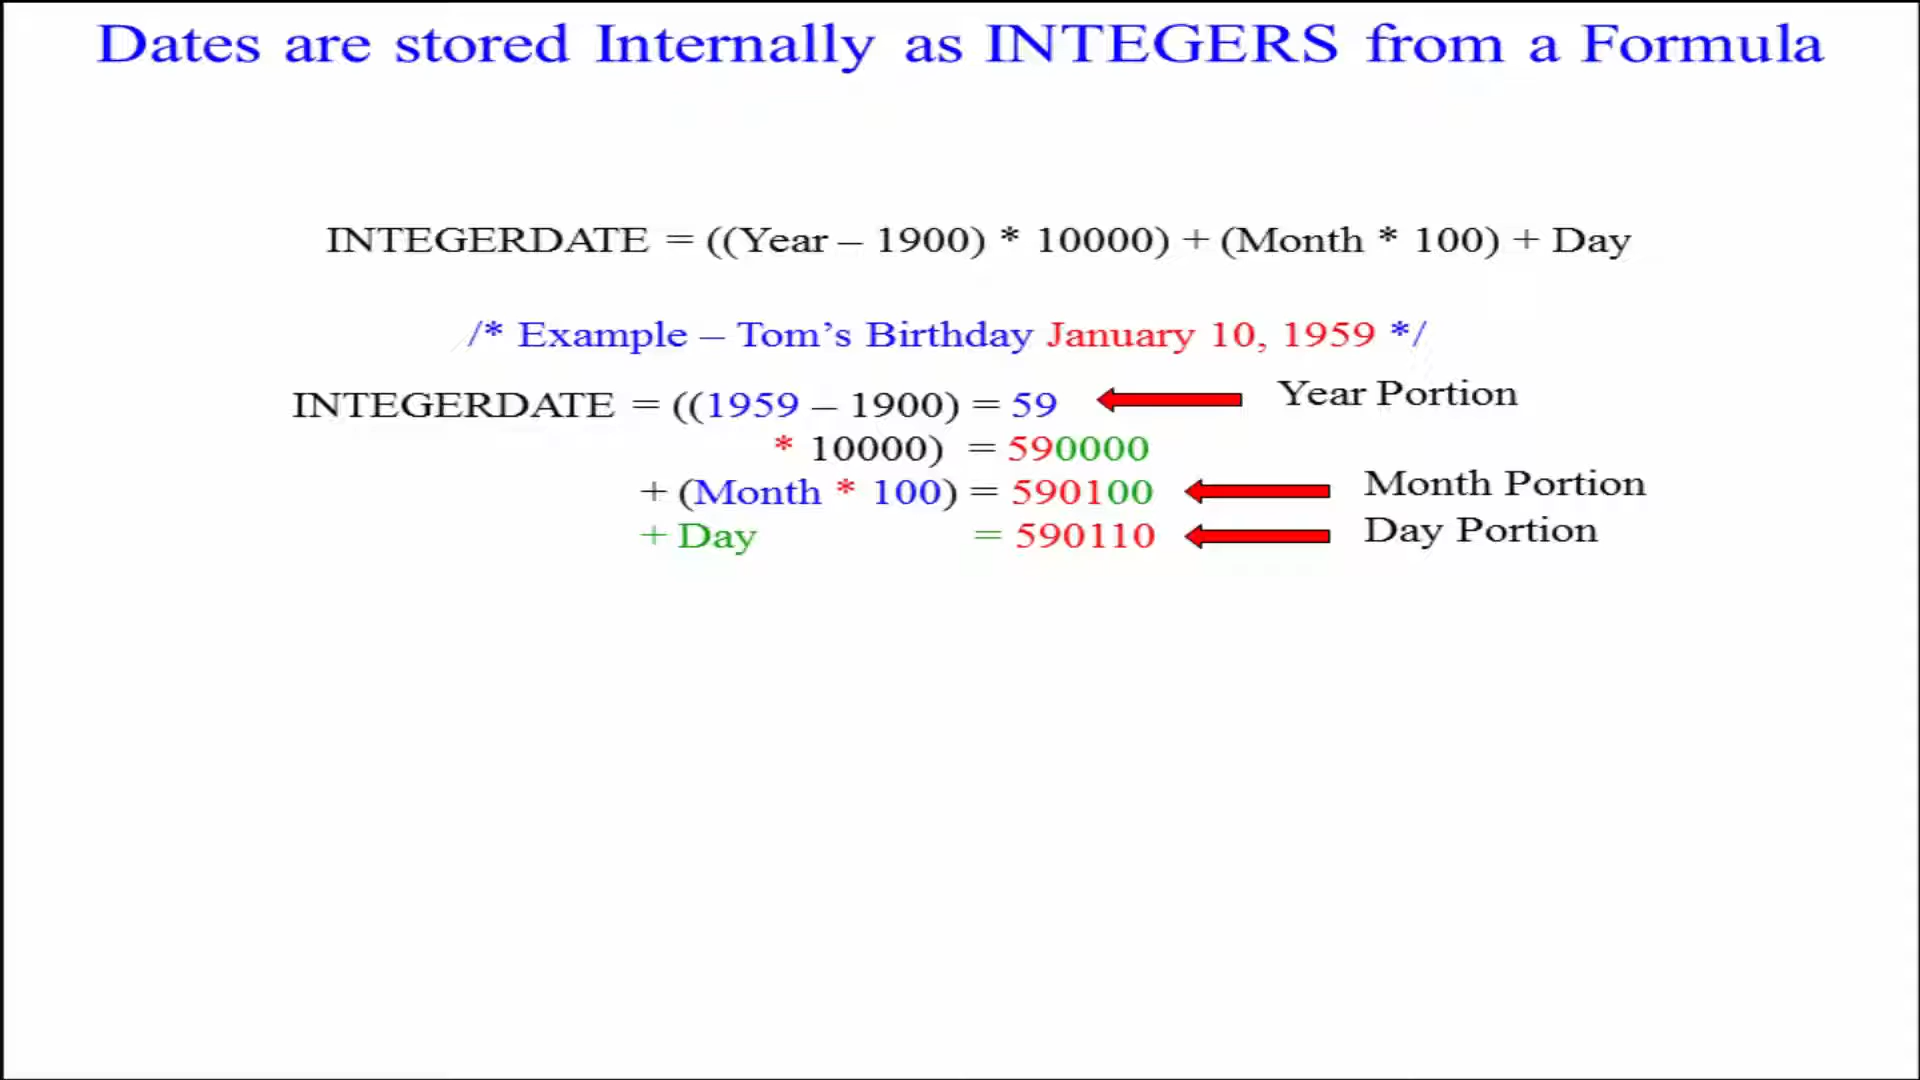 Dates are stored Internally as INTEGERS from a Formula
INTEGERDATE = ((Year – 1900) * 10000) + (Month * 100) + Day
/* Example – Tom’s Birthday January 10, 1959 */
INTEGERDATE = ((1959 – 1900) = 59 Year Portion
* 10000) = 590000
+ (Month * 100) = 590100 Month Portion
+ Day = 590110 Day Portion